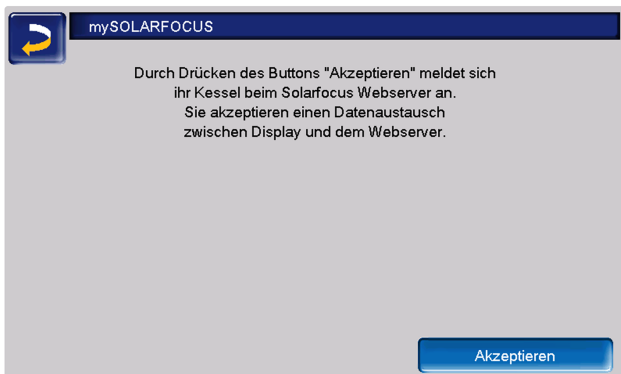 mySOLARFOCUS
Durch Drücken des Buttons "Akzeptieren" meldet sich
ihr Kessel beim Solarfocus Webserver an.
Sie akzeptieren einen Datenaustausch
zwischen Display und dem Webserver.
Akzeptieren